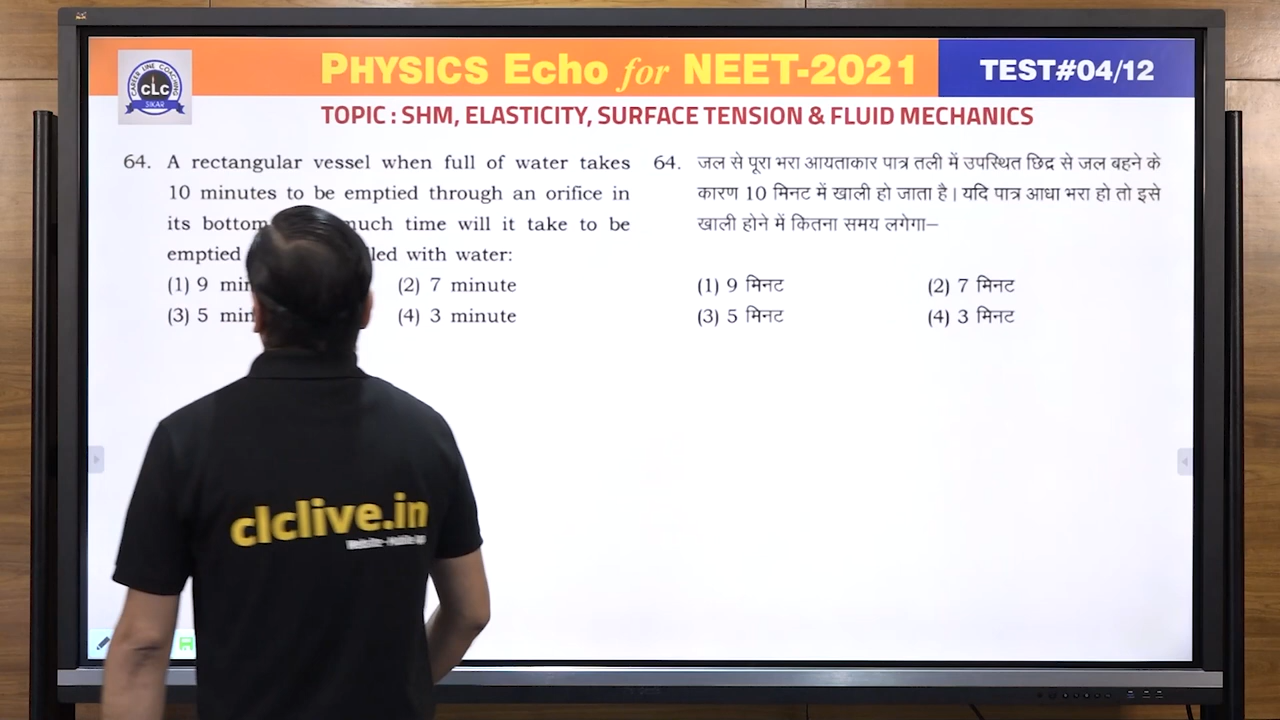 PHYSICS Echo for NEET-2021
TEST#04/12
CAREER LINE COACHING
CLC
SIKAR
TOPIC : SHM, ELASTICITY, SURFACE TENSION & FLUID MECHANICS
64. A rectangular vessel when full of water takes
10 minutes to be emptied through an orifice in
its bottom much time will it take to be
emptied with water:
(1) 9 (2) 7 minute
(3) 5 (4) 3 minute
64. जल से पूरा भरा आयताकार पात्र तली में उपस्थित छिद्र से जल बहने के
कारण 10 मिनट में खाली हो जाता है। यदि पात्र आधा भरा हो तो इसे
खाली होने में कितना समय लगेगा–
(1) 9 मिनट (2) 7 मिनट
(3) 5 मिनट (4) 3 मिनट
clclive.in